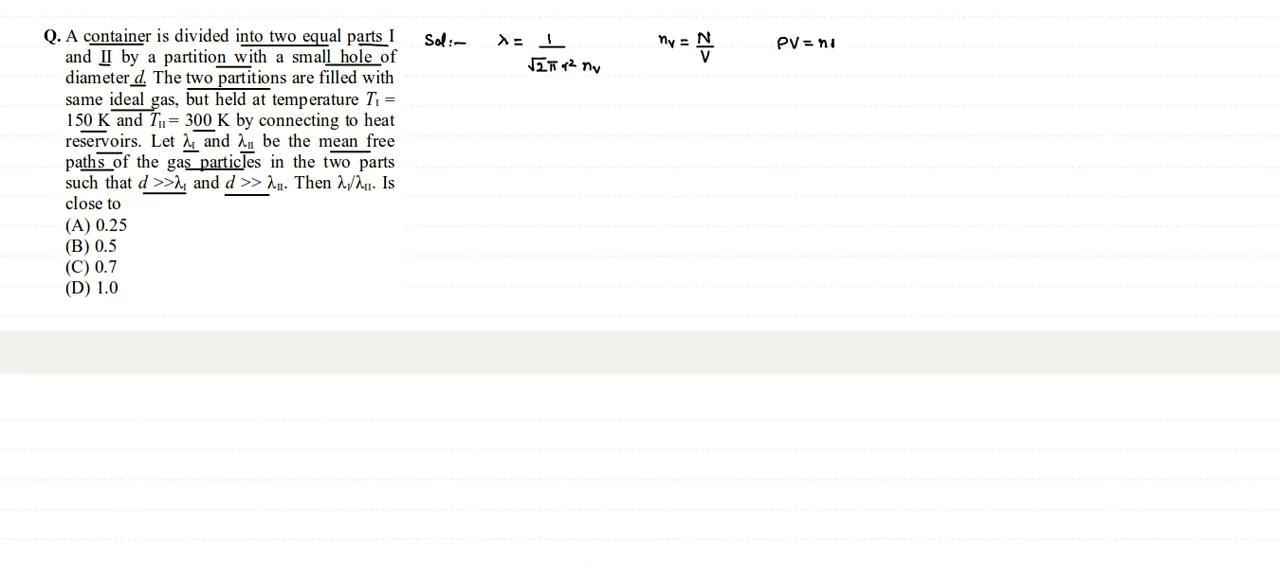 Q. A container is divided into two equal parts I
and II by a partition with a small hole of
diameter d. The two partitions are filled with
same ideal gas, but held at temperature T_I =
150 K and T_II = 300 K by connecting to heat
reservoirs. Let λ_I and λ_II be the mean free
paths of the gas particles in the two parts
such that d >>λ_I and d >> λ_II. Then λ_I/λ_II. Is
close to
(A) 0.25
(B) 0.5
(C) 0.7
(D) 1.0
Sol:- λ = 1/(√2π r² n_v) n_v = N/V PV = n